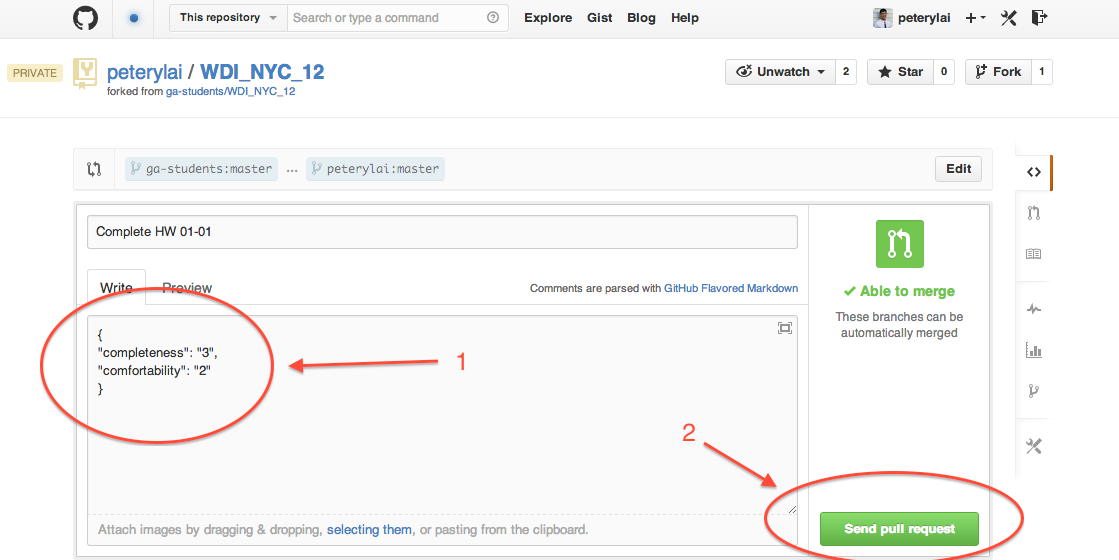 This repository
Search or type a command
Explore Gist Blog Help
peterylai
PRIVATE
peterylai / WDI_NYC_12
forked from ga-students/WDI_NYC_12
Unwatch 2
Star 0
Fork 1
ga-students:master ... peterylai:master
Edit
Complete HW 01-01
Write Preview
Comments are parsed with GitHub Flavored Markdown
{
"completeness": "3",
"comfortability": "2"
}
1
Able to merge
These branches can be
automatically merged
2
Attach images by dragging & dropping, selecting them, or pasting from the clipboard.
Send pull request